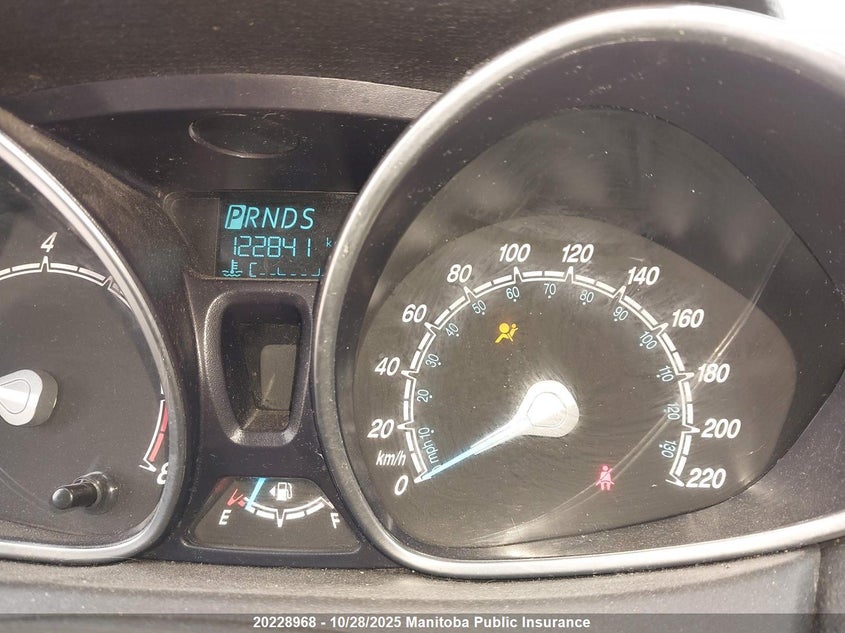 PRNDS
122841 k
4
8
E F
0 20 40 60 80 100 120 140 160 180 200 220
km/h
mph 10 20 30 40 50 60 70 80 90 100 110 120 130
20228968 - 10/28/2025 Manitoba Public Insurance